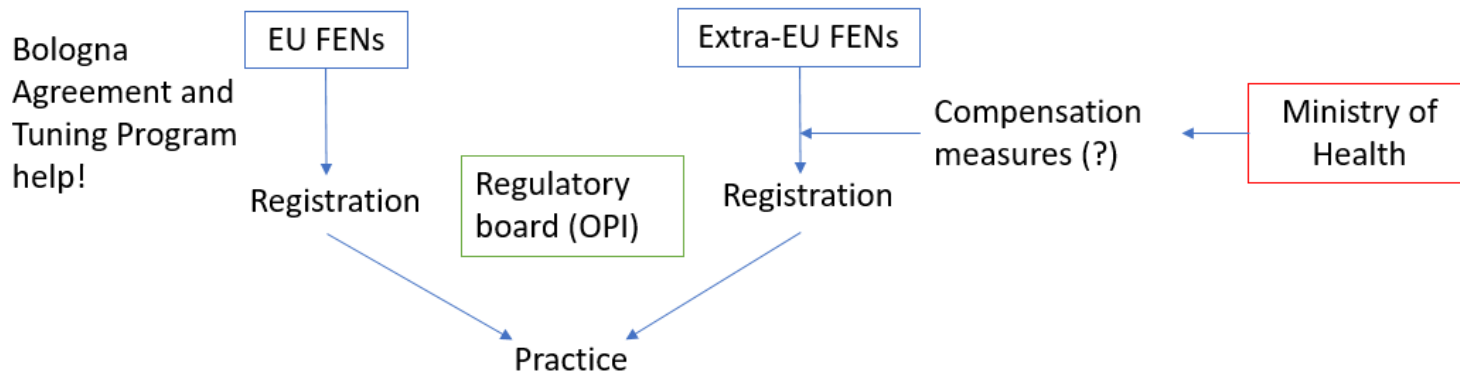 Bologna
Agreement and
Tuning Program
help!
EU FENs
Registration
Regulatory
board (OPI)
Extra-EU FENs
Registration
Compensation
measures (?)
Ministry of
Health
Practice